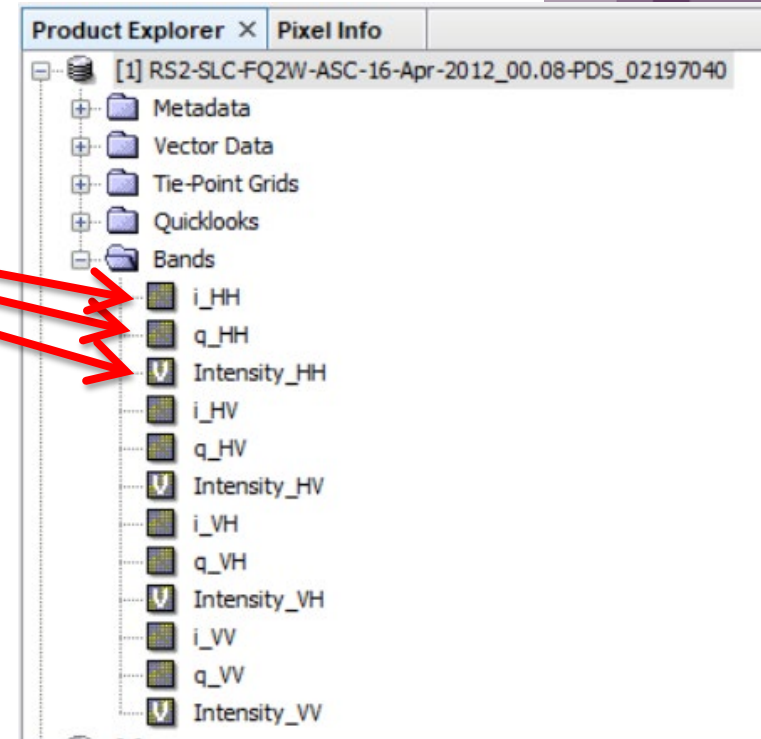 Product Explorer × Pixel Info
[1] RS2-SLC-FQ2W-ASC-16-Apr-2012_00.08-PDS_02197040
Metadata
Vector Data
Tie-Point Grids
Quicklooks
Bands
i_HH
q_HH
Intensity_HH
i_HV
q_HV
Intensity_HV
i_VH
q_VH
Intensity_VH
i_VV
q_VV
Intensity_VV